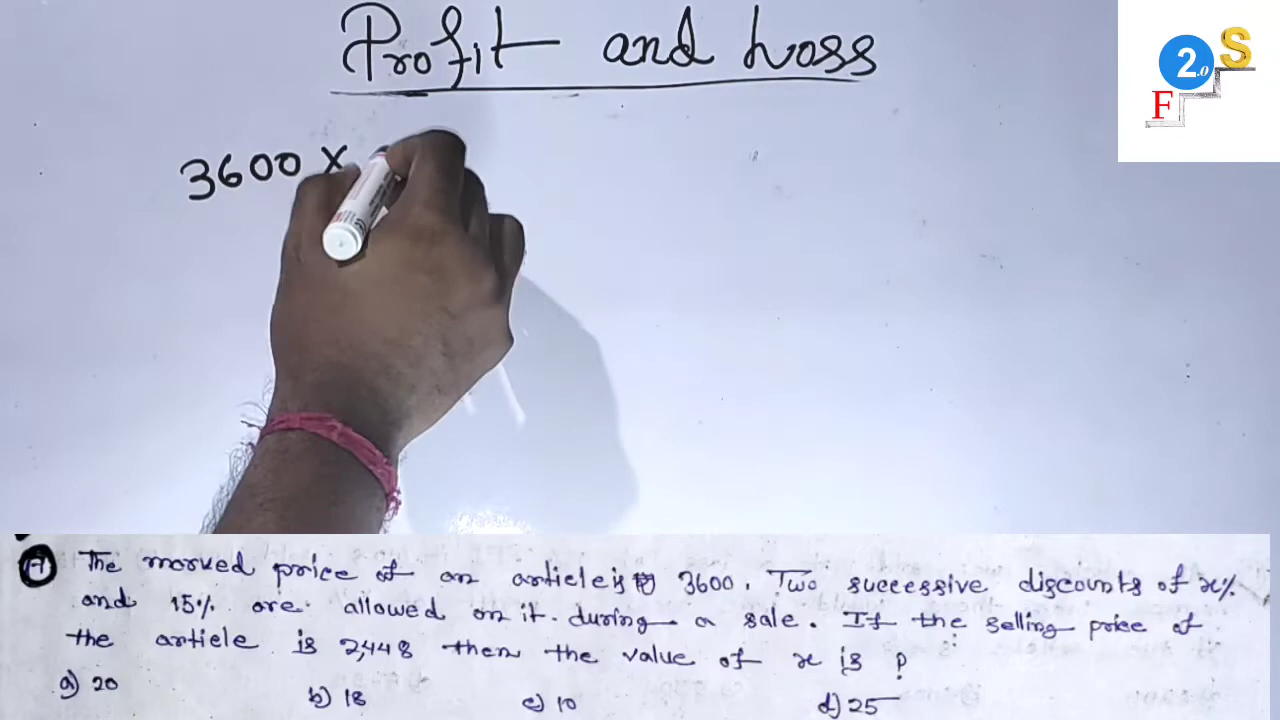 Profit and Loss
2.0
S
F
3600 ×
17 The marked price of an article is ₹ 3600. Two successive discounts of x%
and 15% are allowed on it during a sale. If the selling price of
the article is 2,448 then the value of x is ?
a) 20 b) 18 c) 10 d) 25